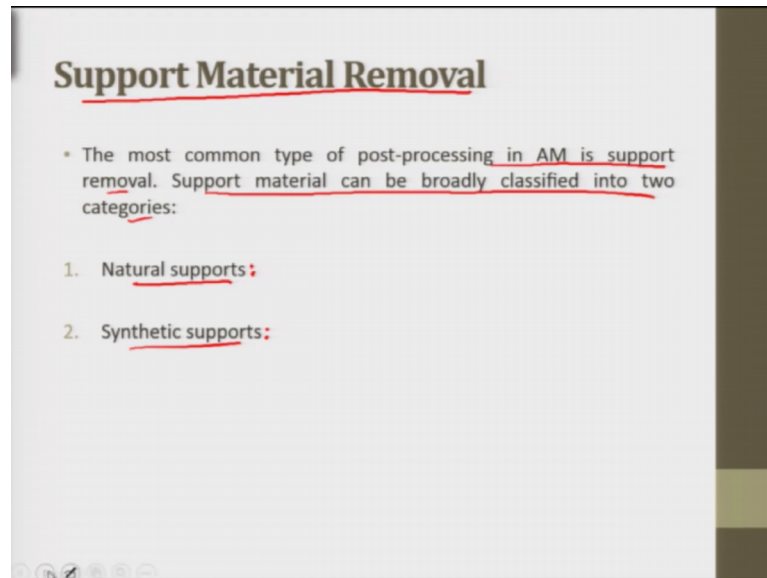 Support Material Removal
• The most common type of post-processing in AM is support
removal. Support material can be broadly classified into two
categories:
1. Natural supports:
2. Synthetic supports: